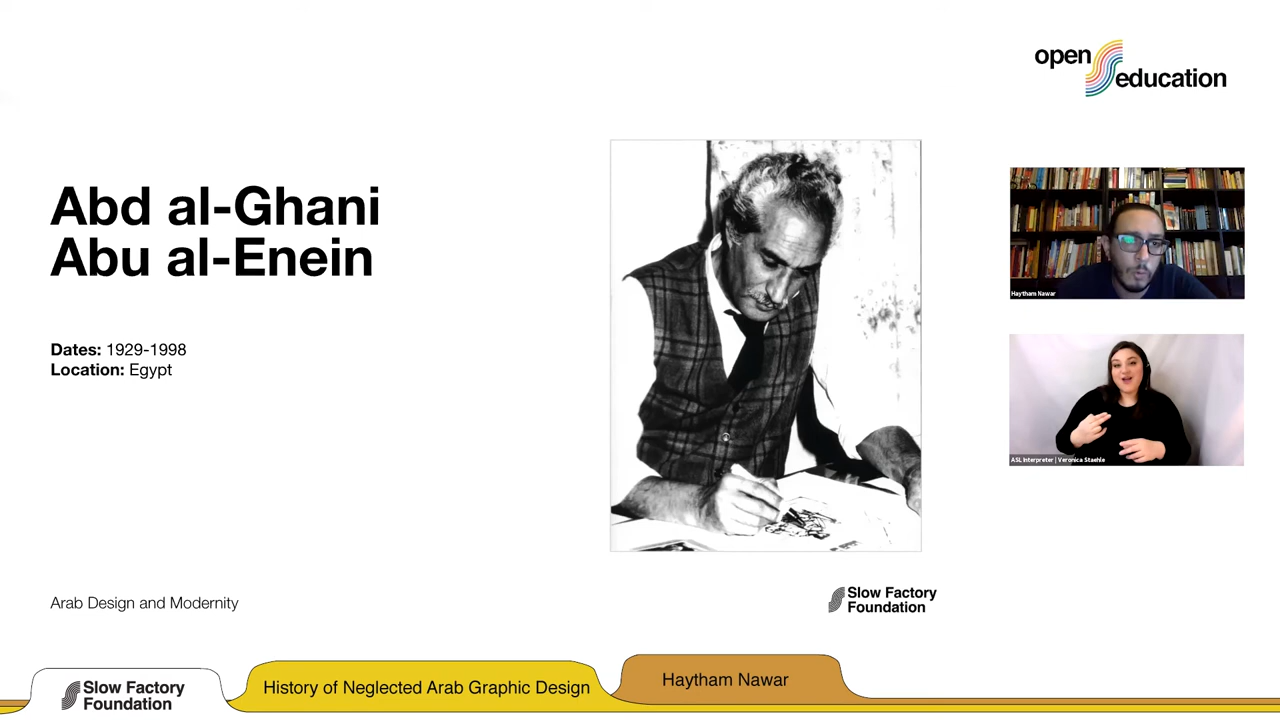 open
education
Abd al-Ghani
Abu al-Enein
Dates: 1929-1998
Location: Egypt
Haytham Nawar
ASL Interpreter | Veronica Staehle
Arab Design and Modernity
Slow Factory
Foundation
Slow Factory
Foundation
History of Neglected Arab Graphic Design
Haytham Nawar